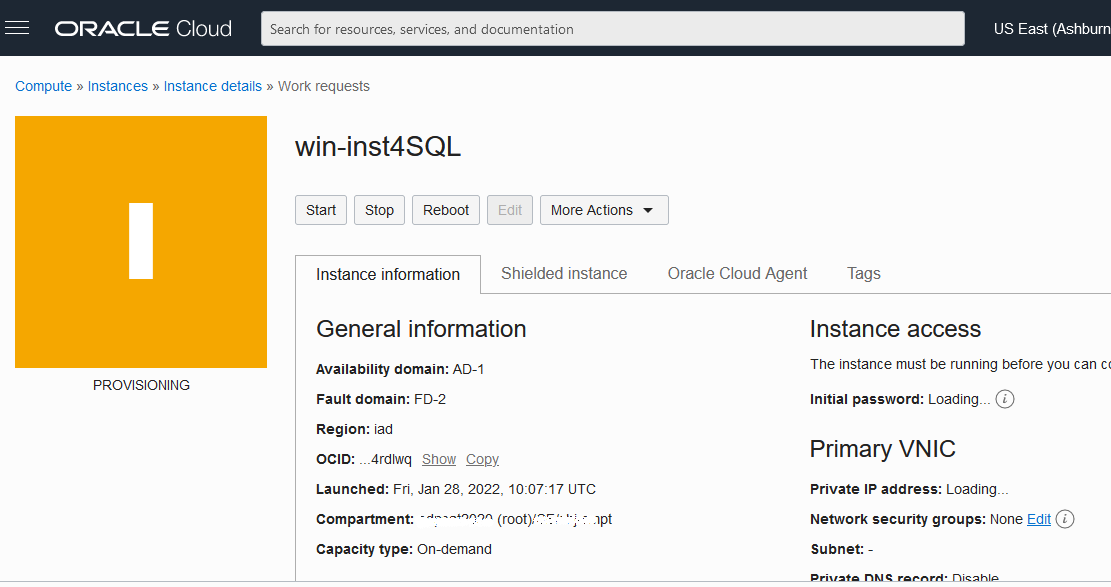 ORACLE Cloud
Search for resources, services, and documentation
US East (Ashburn
Compute » Instances » Instance details » Work requests
I
PROVISIONING
win-inst4SQL
Start Stop Reboot Edit More Actions
Instance information Shielded instance Oracle Cloud Agent Tags
General information
Availability domain: AD-1
Fault domain: FD-2
Region: iad
OCID: ...4rdlwq Show Copy
Launched: Fri, Jan 28, 2022, 10:07:17 UTC
Compartment: (root)/
Capacity type: On-demand
Instance access
The instance must be running before you can
Initial password: Loading...
Primary VNIC
Private IP address: Loading...
Network security groups: None Edit
Subnet: -
Private DNS record: Disable